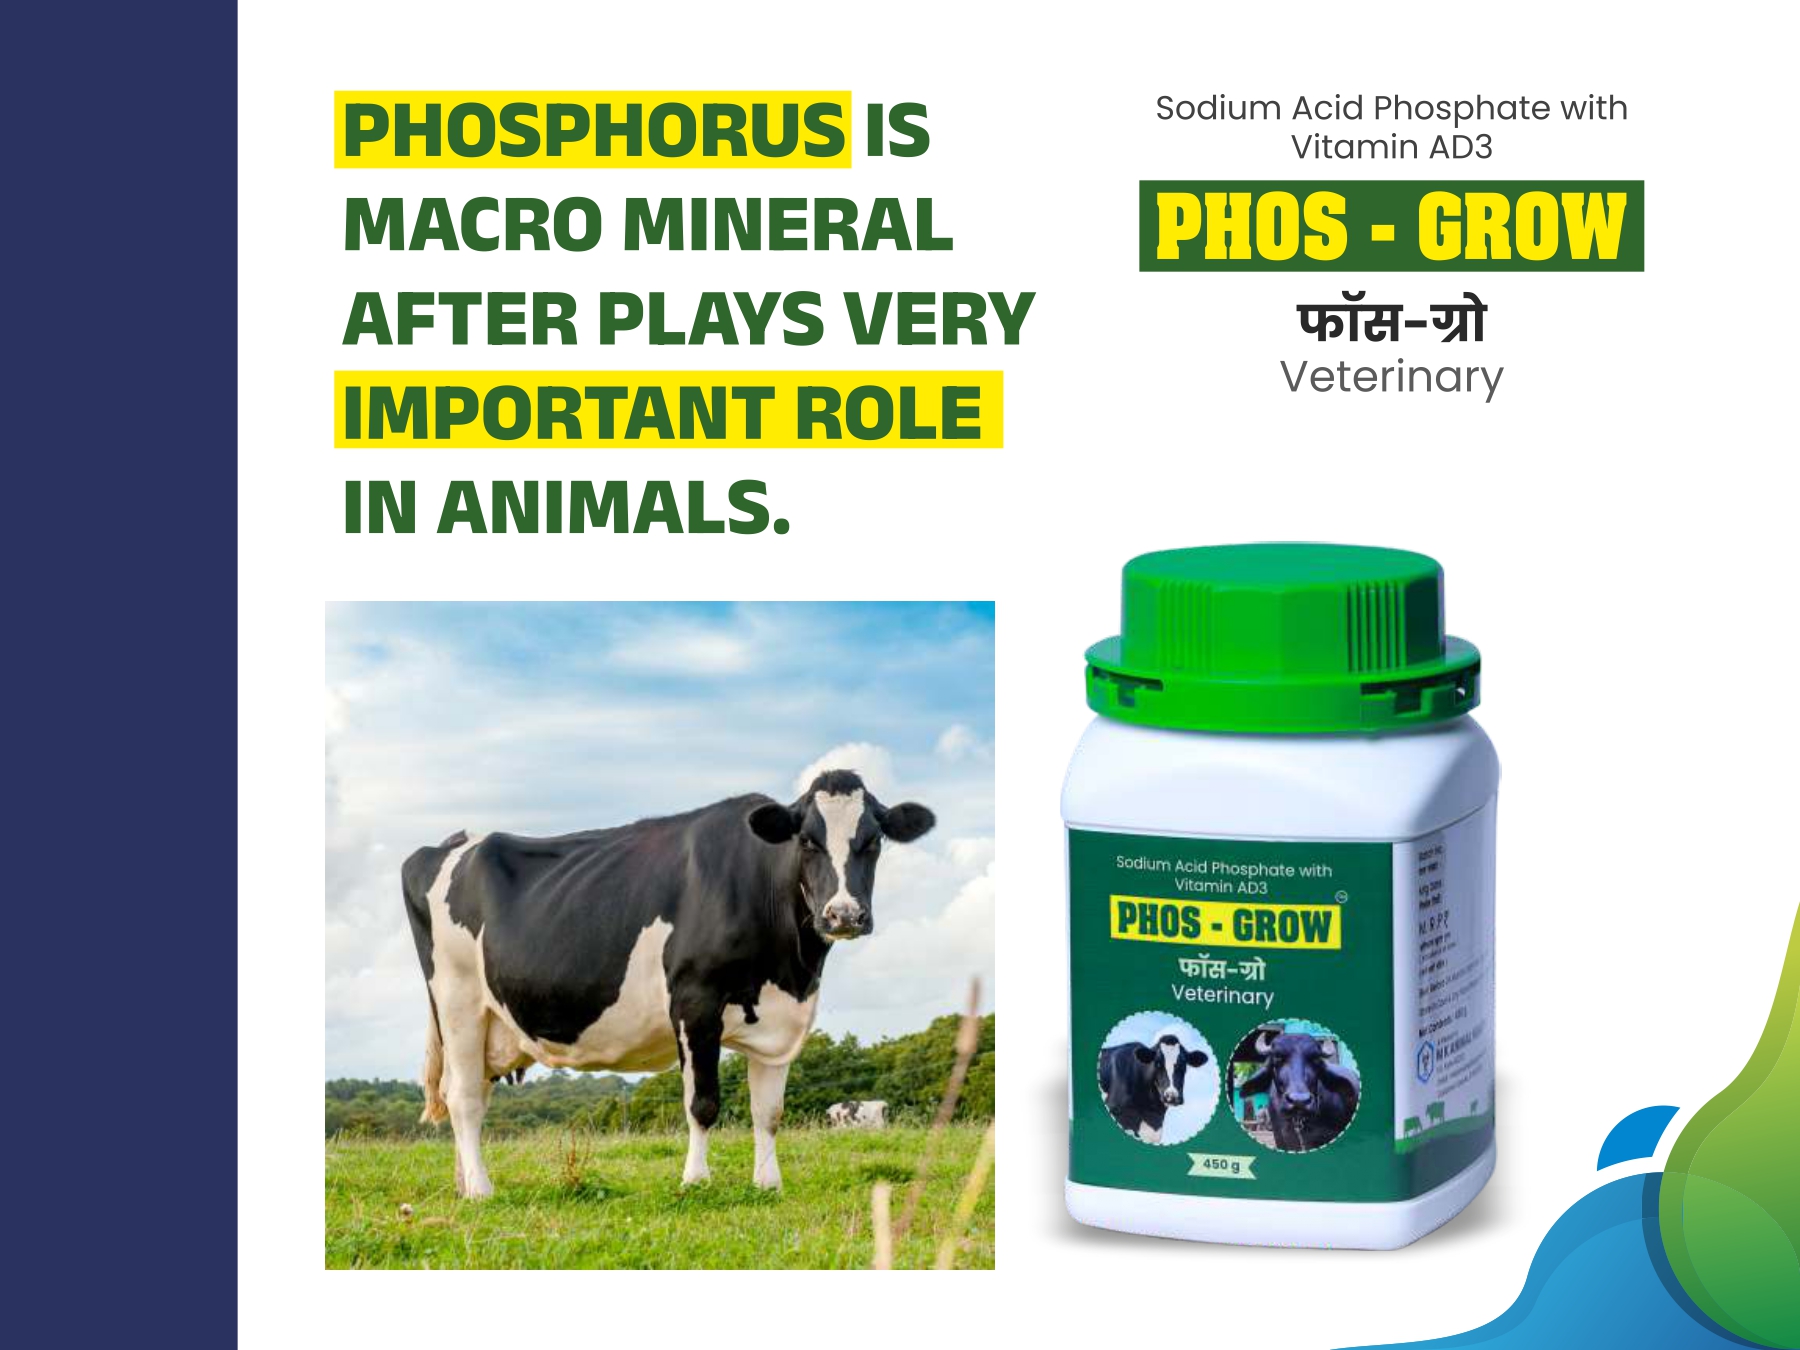 PHOSPHORUS IS
MACRO MINERAL
AFTER PLAYS VERY
IMPORTANT ROLE
IN ANIMALS.
Sodium Acid Phosphate with
Vitamin AD3
PHOS - GROW
फॉस-ग्रो
Veterinary
Sodium Acid Phosphate with
Vitamin AD3
PHOS - GROW
फॉस-ग्रो
Veterinary
450 g